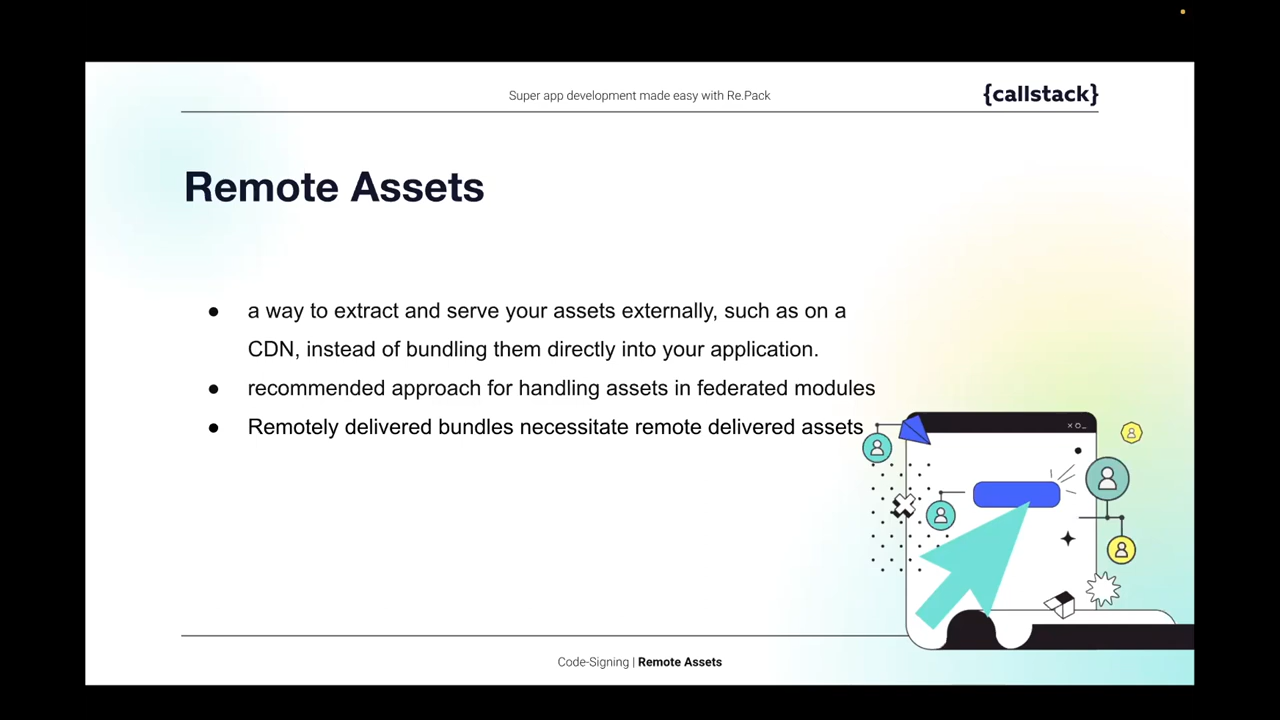 Super app development made easy with Re.Pack
{callstack}
Remote Assets
● a way to extract and serve your assets externally, such as on a
CDN, instead of bundling them directly into your application.
● recommended approach for handling assets in federated modules
● Remotely delivered bundles necessitate remote delivered assets
Code-Signing | Remote Assets